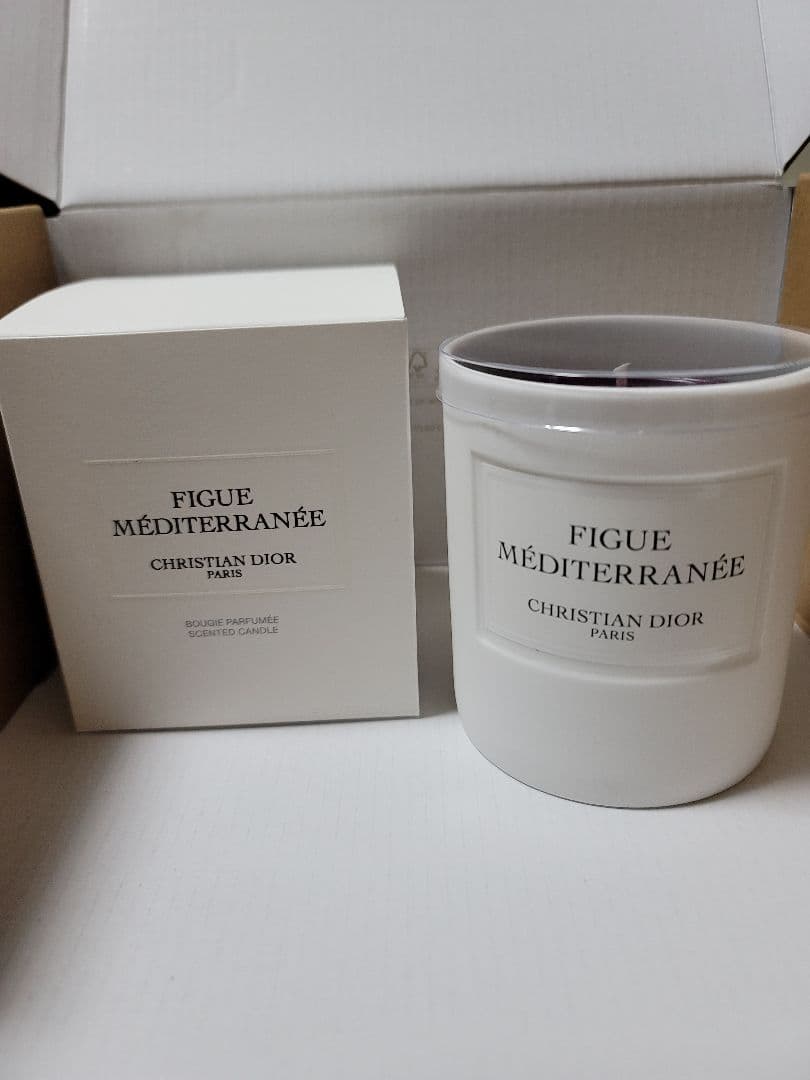 FIGUE
MÉDITERRANÉE
CHRISTIAN DIOR
PARIS
BOUGIE PARFUMÉE
SCENTED CANDLE
FIGUE
MÉDITERRANÉE
CHRISTIAN DIOR
PARIS